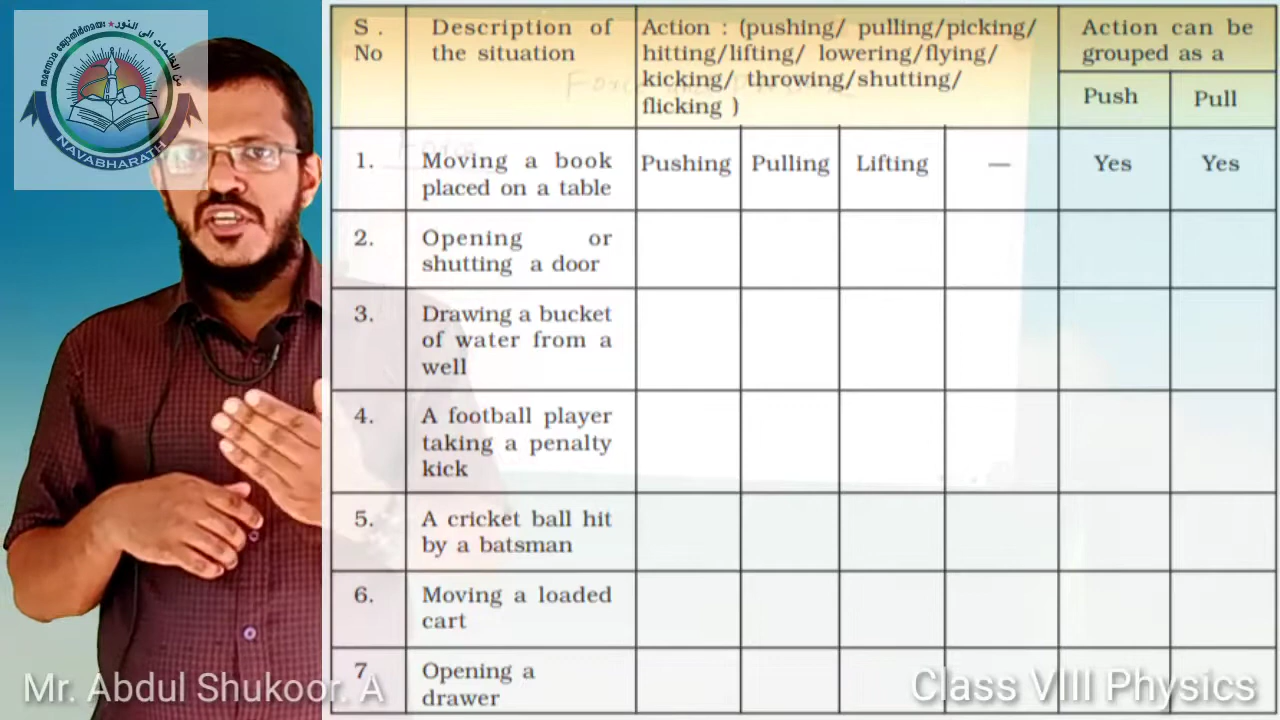 NAVABHARATH
S .
No
Description of
the situation
Action : (pushing/ pulling/picking/
hitting/lifting/ lowering/flying/
kicking/ throwing/shutting/
flicking )
Action can be
grouped as a
Push
Pull
1.
Moving a book
placed on a table
Pushing
Pulling
Lifting
—
Yes
Yes
2.
Opening or
shutting a door
3.
Drawing a bucket
of water from a
well
4.
A football player
taking a penalty
kick
5.
A cricket ball hit
by a batsman
6.
Moving a loaded
cart
7
Opening a
drawer
Mr. Abdul Shukoor. A
Class VIII Physics